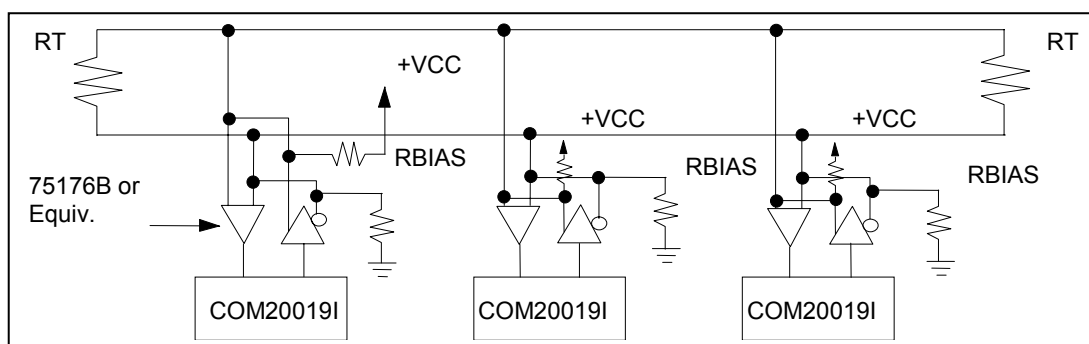 RT
RT
+VCC
+VCC
+VCC
RBIAS
RBIAS
RBIAS
75176B or
Equiv.
COM20019I
COM20019I
COM20019I